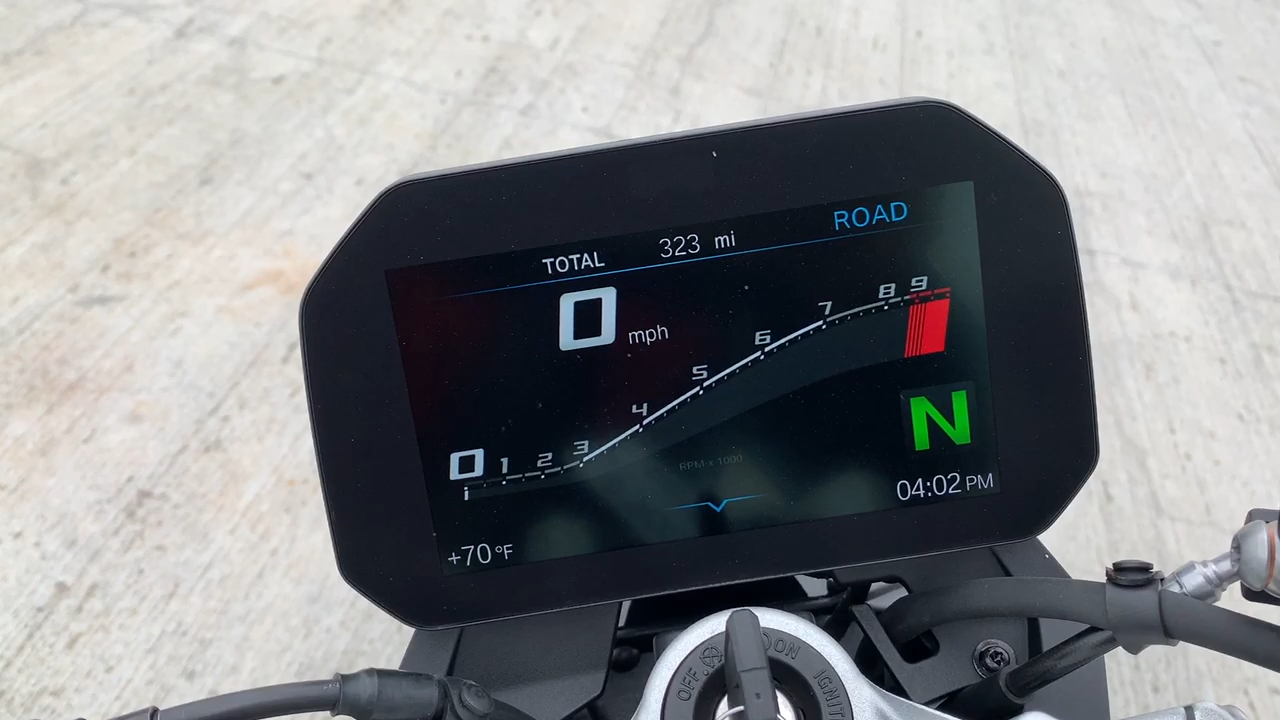 TOTAL 323 mi ROAD
0 mph
0 1 2 3 4 5 6 7 8 9
N
RPM x 1000
04:02 PM
+70 °F
OFF ON IGNIT